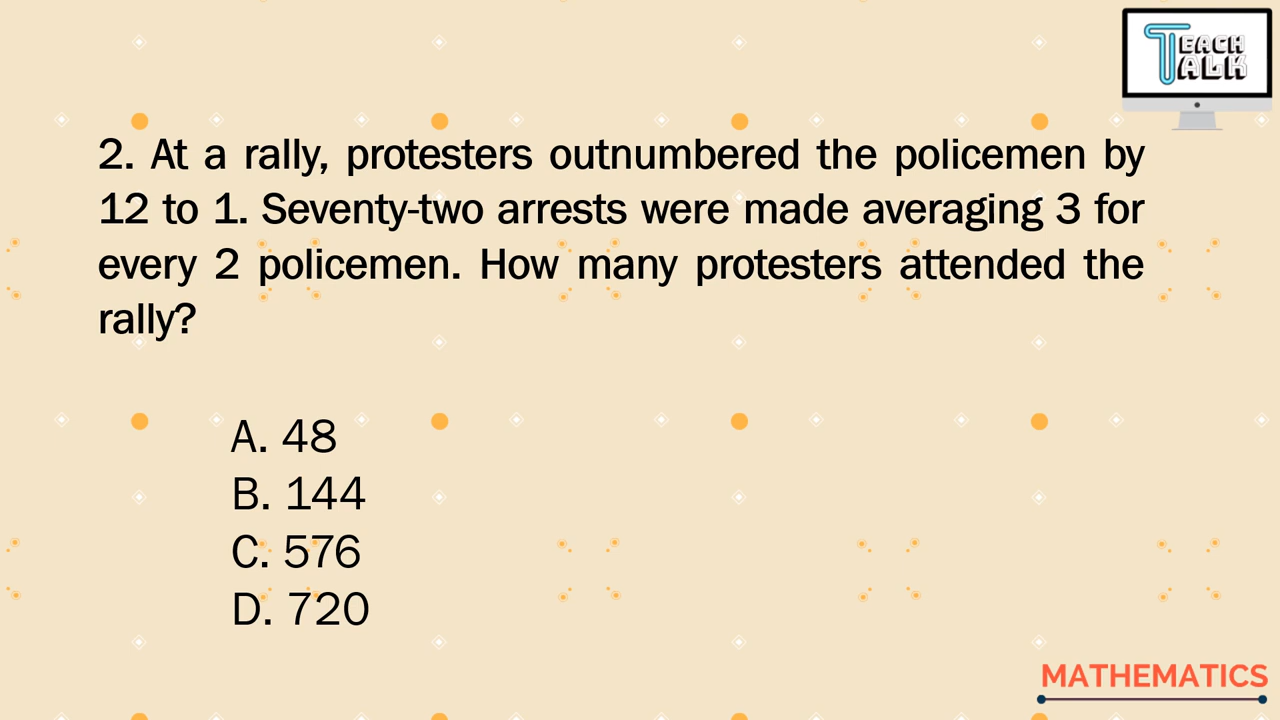 TEACH
TALK
2. At a rally, protesters outnumbered the policemen by
12 to 1. Seventy-two arrests were made averaging 3 for
every 2 policemen. How many protesters attended the
rally?
A. 48
B. 144
C. 576
D. 720
MATHEMATICS